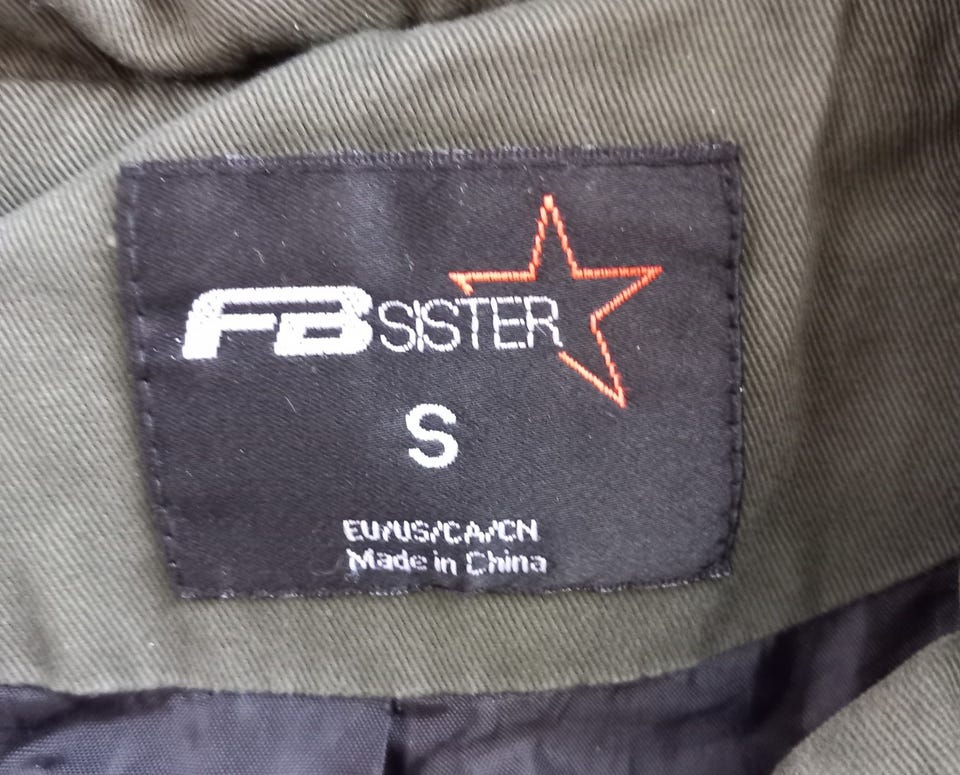 FB SISTER
S
EU/US/CA/CN
Made in China